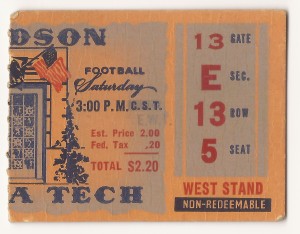 DSON
FOOTBALL
Saturday
3:00 P.M. C.S.T.
Est. Price 2.00
Fed. Tax .20
TOTAL $2.20
A TECH
13 GATE
E SEC.
13 ROW
5 SEAT
WEST STAND
NON-REDEEMABLE